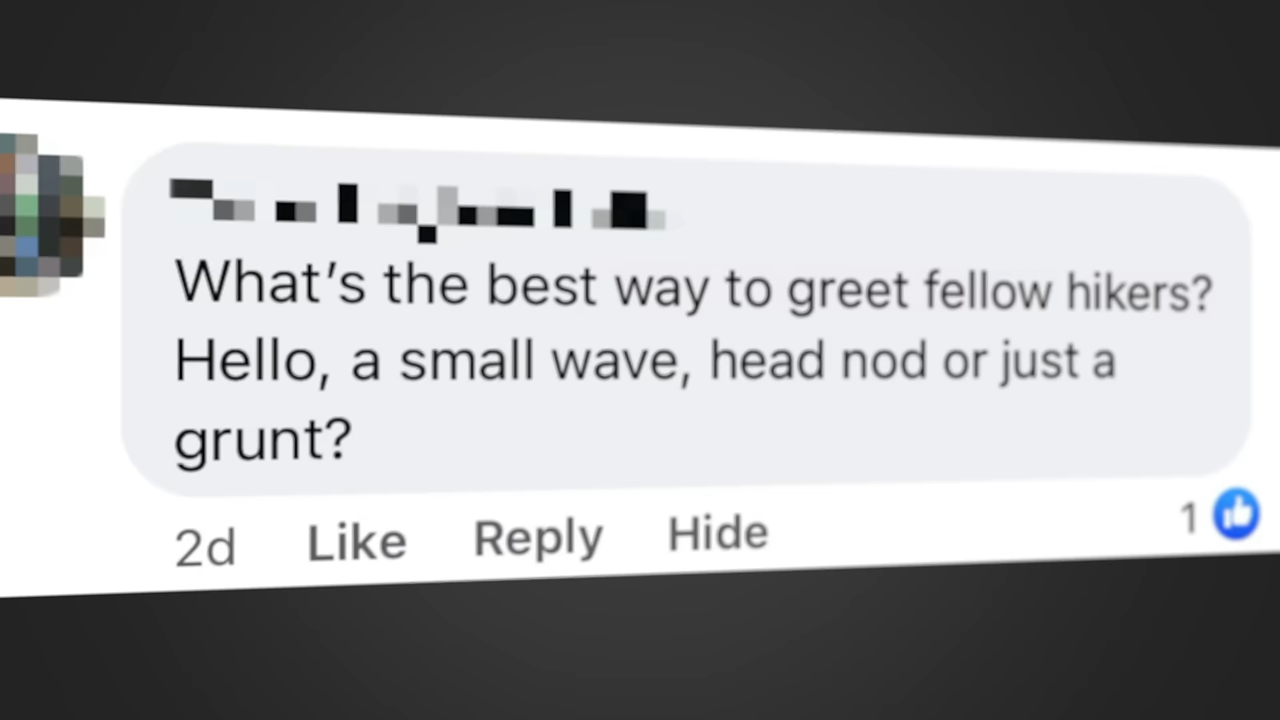 What’s the best way to greet fellow hikers?
Hello, a small wave, head nod or just a
grunt?
2d Like Reply Hide 1